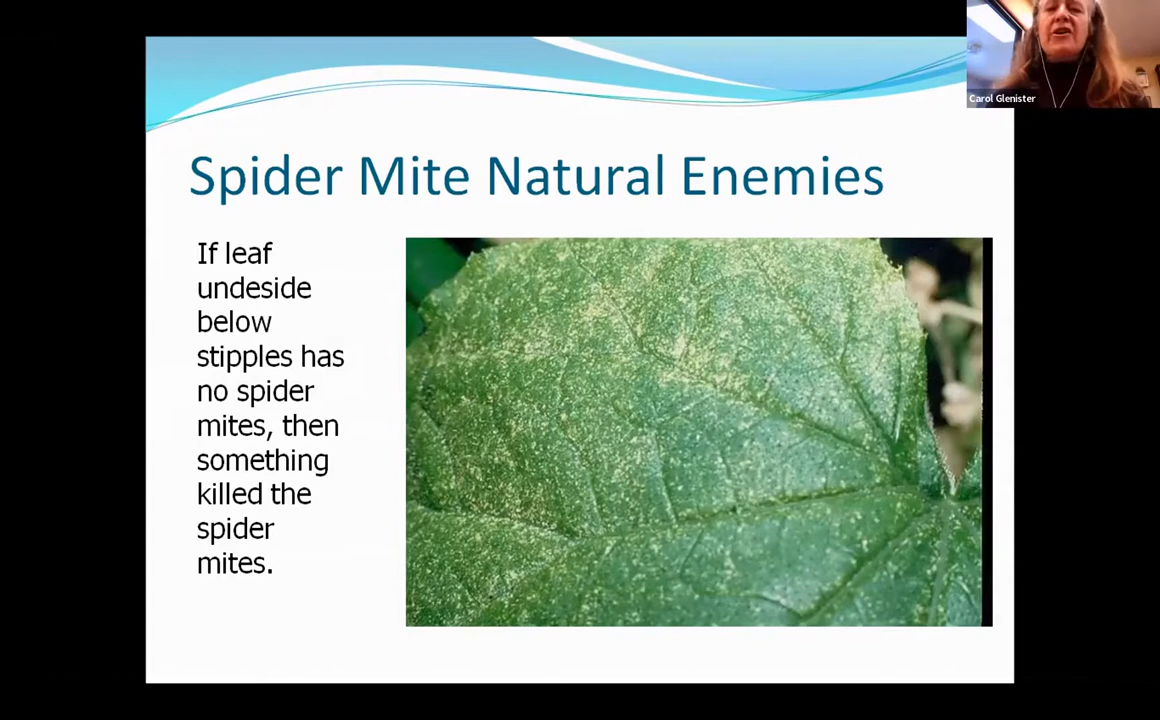 Carol Glenister
Spider Mite Natural Enemies
If leaf
undeside
below
stipples has
no spider
mites, then
something
killed the
spider
mites.